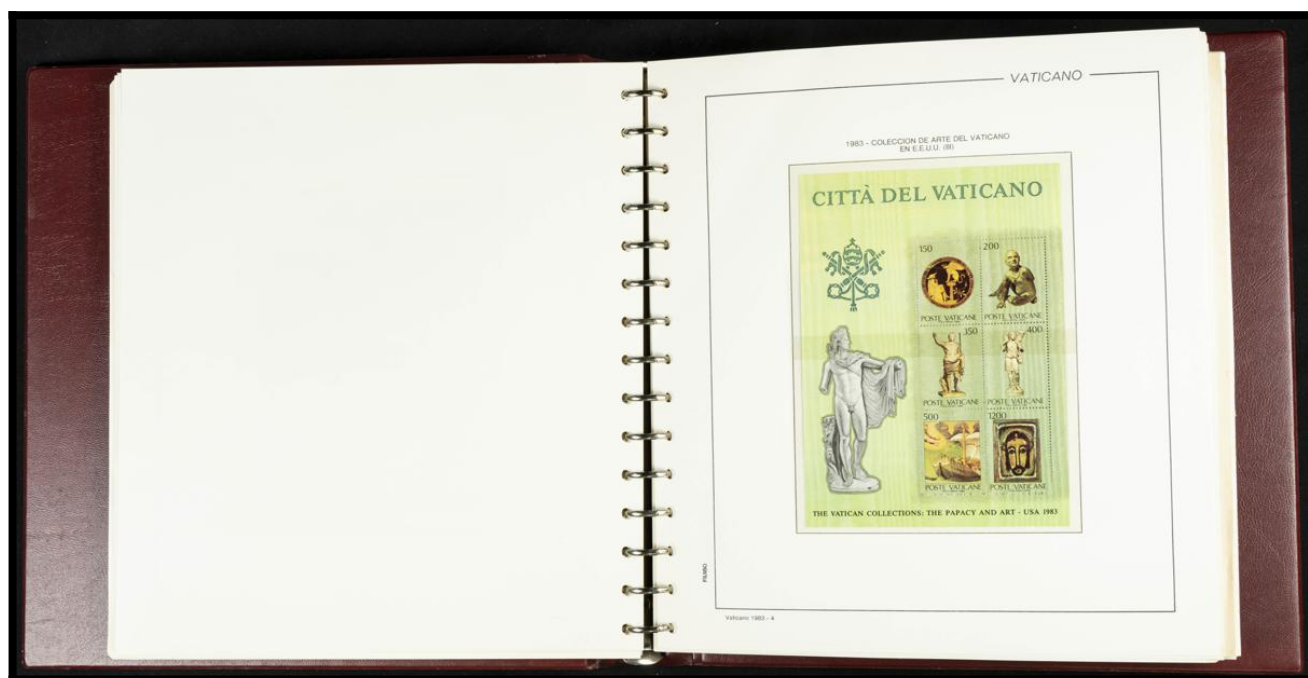 VATICANO
1983 - COLECCION DE ARTE DEL VATICANO
EN E.E.U.U. (III)
CITTÀ DEL VATICANO
150
200
POSTE VATICANE
POSTE VATICANE
350
400
POSTE VATICANE
POSTE VATICANE
500
1200
POSTE VATICANE
POSTE VATICANE
THE VATICAN COLLECTIONS: THE PAPACY AND ART - USA 1983
FILABO
Vaticano 1983 - 4